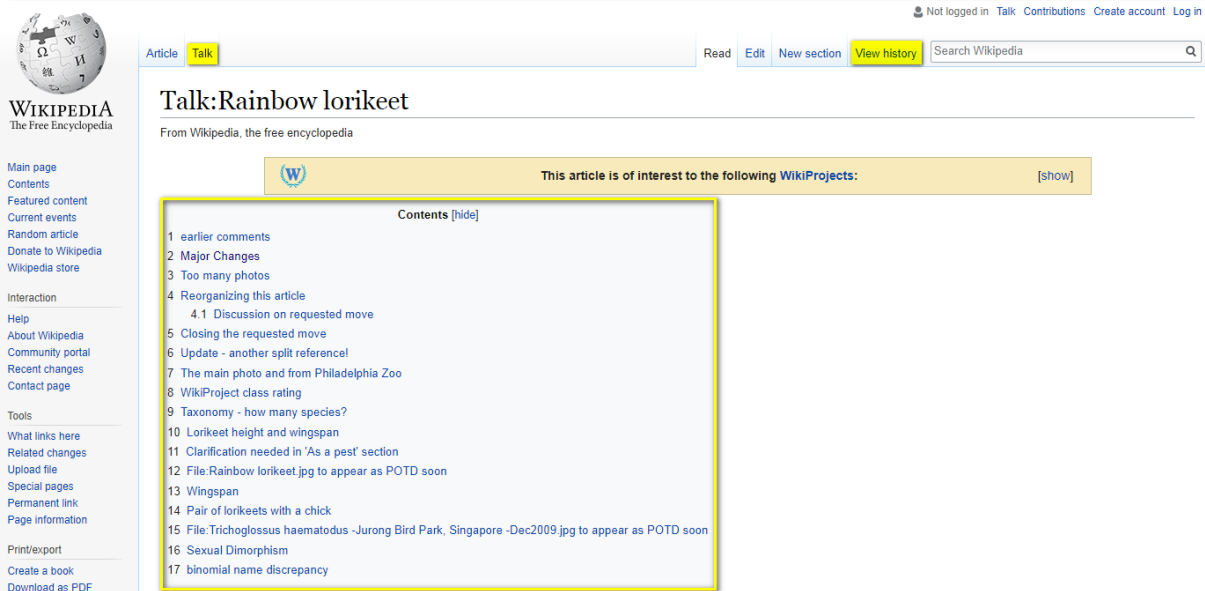 Not logged in Talk Contributions Create account Log in
Article Talk Read Edit New section View history Search Wikipedia
WIKIPEDIA
The Free Encyclopedia
Talk:Rainbow lorikeet
From Wikipedia, the free encyclopedia
This article is of interest to the following WikiProjects: [show]
Main page
Contents
Featured content
Current events
Random article
Donate to Wikipedia
Wikipedia store
Interaction
Help
About Wikipedia
Community portal
Recent changes
Contact page
Tools
What links here
Related changes
Upload file
Special pages
Permanent link
Page information
Print/export
Create a book
Download as PDF
Contents [hide]
1 earlier comments
2 Major Changes
3 Too many photos
4 Reorganizing this article
4.1 Discussion on requested move
5 Closing the requested move
6 Update - another split reference!
7 The main photo and from Philadelphia Zoo
8 WikiProject class rating
9 Taxonomy - how many species?
10 Lorikeet height and wingspan
11 Clarification needed in 'As a pest' section
12 File:Rainbow lorikeet.jpg to appear as POTD soon
13 Wingspan
14 Pair of lorikeets with a chick
15 File:Trichoglossus haematodus -Jurong Bird Park, Singapore -Dec2009.jpg to appear as POTD soon
16 Sexual Dimorphism
17 binomial name discrepancy